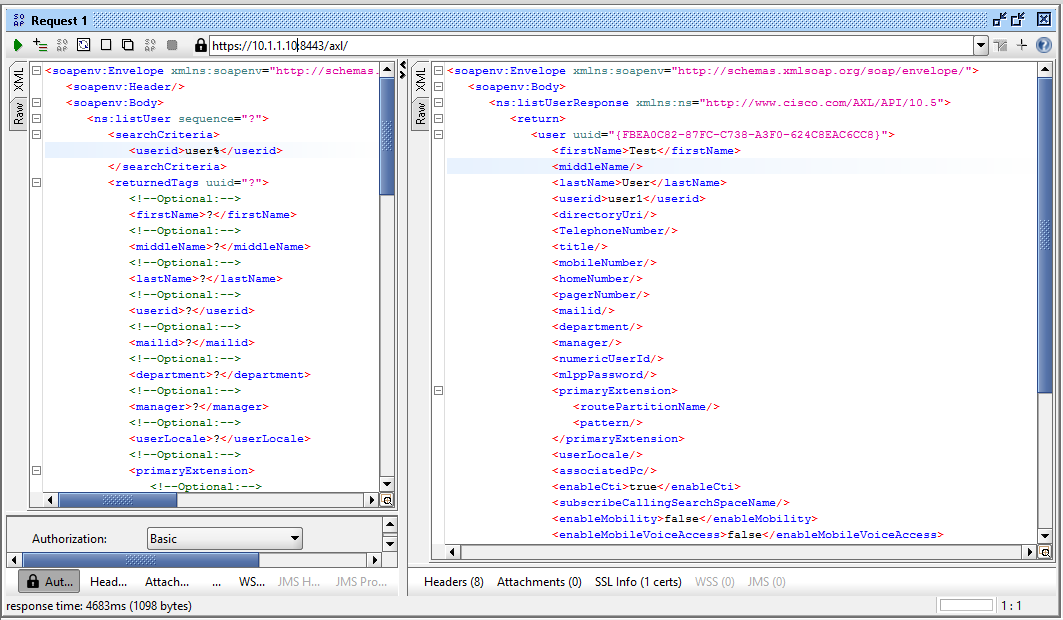 SO AP Request 1
https://10.1.1.10:8443/axl/
XML
Raw
<soapenv:Envelope xmlns:soapenv="http://schemas.
<soapenv:Header/>
<soapenv:Body>
<ns:listUser sequence="?">
<searchCriteria>
<userid>user%</userid>
</searchCriteria>
<returnedTags uuid="?">
<!--Optional:-->
<firstName>?</firstName>
<!--Optional:-->
<middleName>?</middleName>
<!--Optional:-->
<lastName>?</lastName>
<!--Optional:-->
<userid>?</userid>
<!--Optional:-->
<mailid>?</mailid>
<!--Optional:-->
<department>?</department>
<!--Optional:-->
<manager>?</manager>
<!--Optional:-->
<userLocale>?</userLocale>
<!--Optional:-->
<primaryExtension>
<!--Optional:-->
Authorization: Basic
Aut... Head... Attach... ... WS... JMS H... JMS Pro...
XML
Raw
<soapenv:Envelope xmlns:soapenv="http://schemas.xmlsoap.org/soap/envelope/">
<soapenv:Body>
<ns:listUserResponse xmlns:ns="http://www.cisco.com/AXL/API/10.5">
<return>
<user uuid="{FBEA0C82-87FC-C738-A3F0-624C8EAC6CC8}">
<firstName>Test</firstName>
<middleName/>
<lastName>User</lastName>
<userid>user1</userid>
<directoryUri/>
<TelephoneNumber/>
<title/>
<mobileNumber/>
<homeNumber/>
<pagerNumber/>
<mailid/>
<department/>
<manager/>
<numericUserId/>
<mlppPassword/>
<primaryExtension>
<routePartitionName/>
<pattern/>
</primaryExtension>
<userLocale/>
<associatedPc/>
<enableCti>true</enableCti>
<subscribeCallingSearchSpaceName/>
<enableMobility>false</enableMobility>
<enableMobileVoiceAccess>false</enableMobileVoiceAccess>
Headers (8) Attachments (0) SSL Info (1 certs) WSS (0) JMS (0)
response time: 4683ms (1098 bytes)
1 : 1